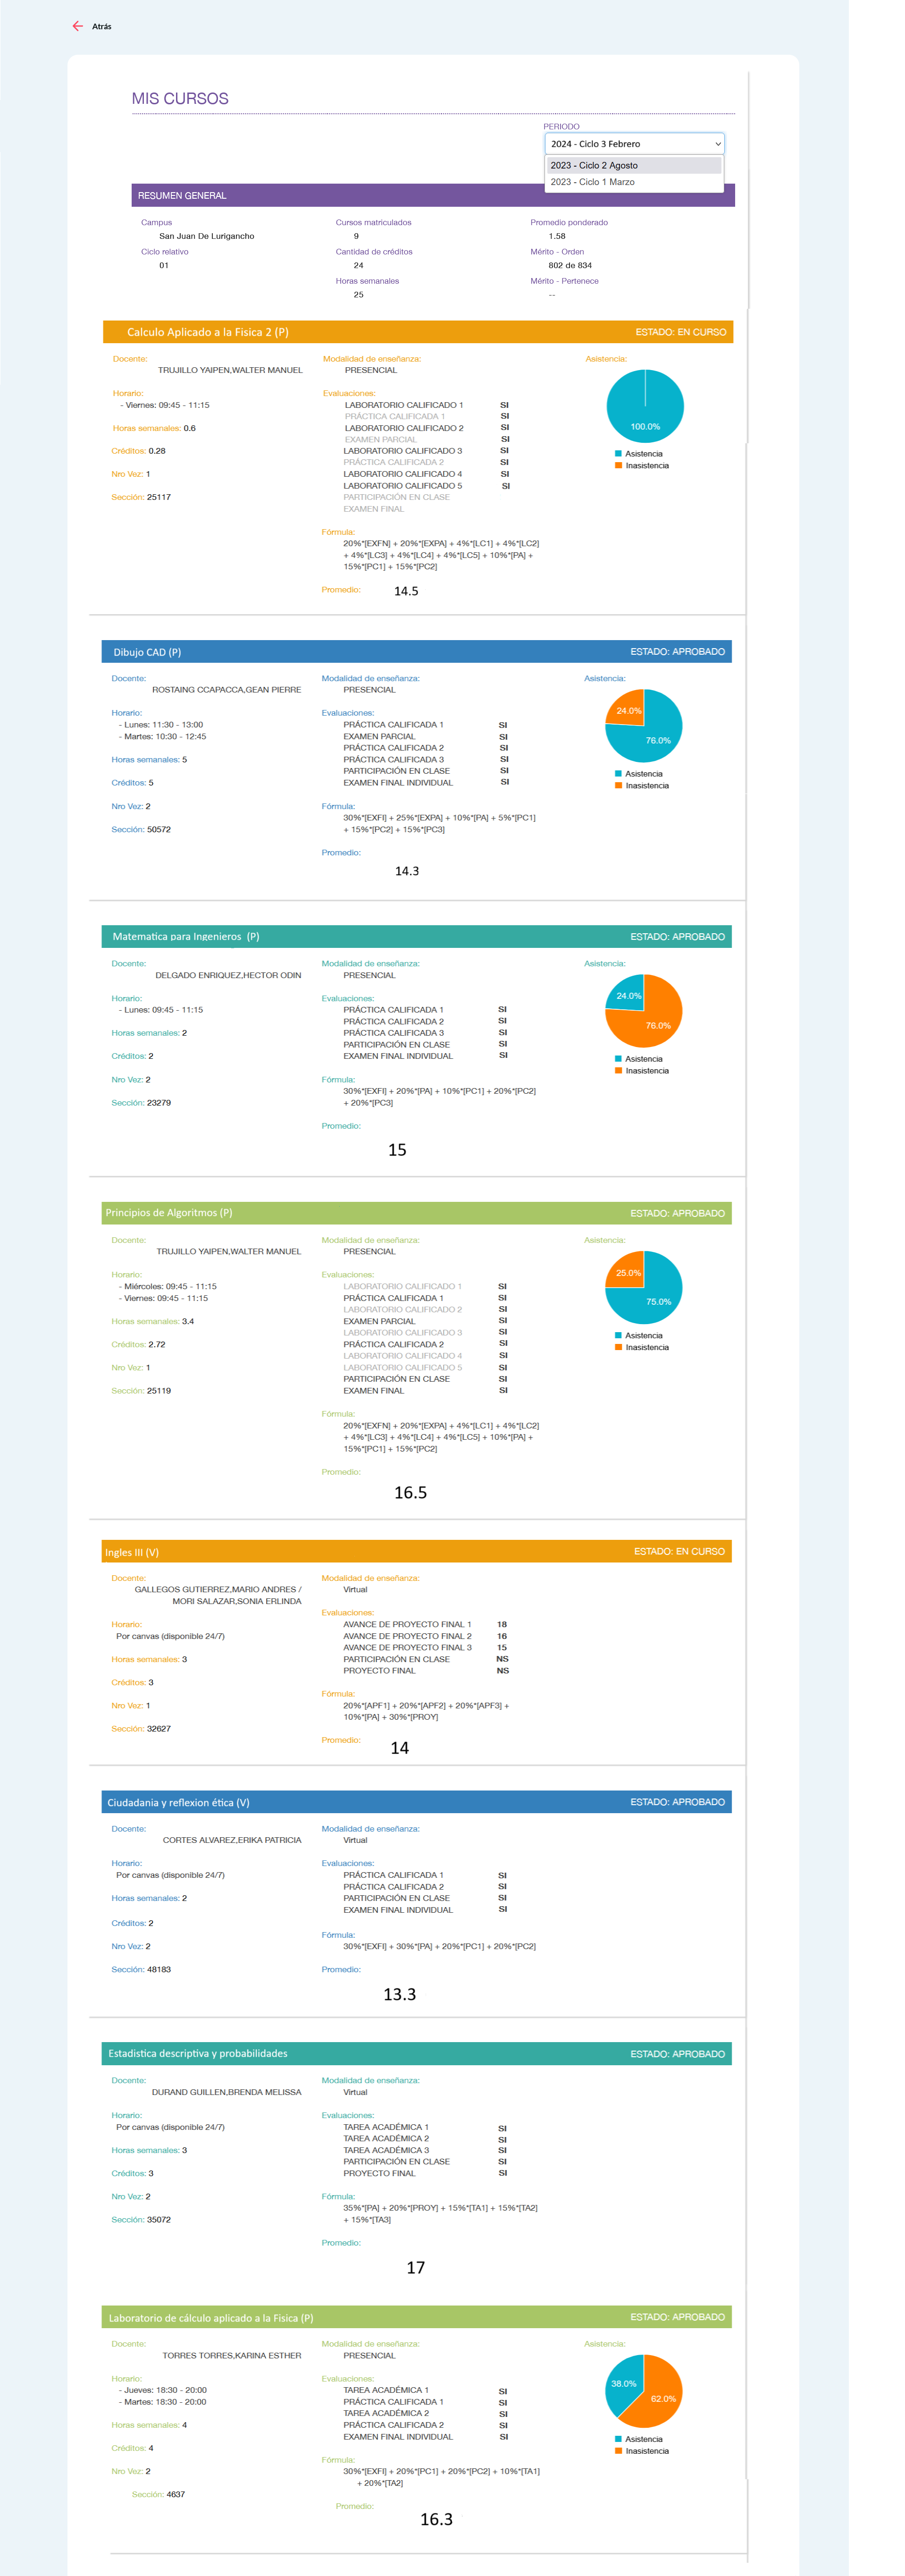 Atrás
MIS CURSOS
PERIODO
2024 - Ciclo 3 Febrero
2023 - Ciclo 2 Agosto
2023 - Ciclo 1 Marzo
RESUMEN GENERAL
Campus
San Juan De Lurigancho
Ciclo relativo
01
Cursos matriculados
9
Cantidad de créditos
24
Horas semanales
25
Promedio ponderado
1.58
Mérito - Orden
802 de 834
Mérito - Pertenece
--
Calculo Aplicado a la Fisica 2 (P)
ESTADO: EN CURSO
Docente:
TRUJILLO YAIPEN,WALTER MANUEL
Horario:
- Viernes: 09:45 - 11:15
Horas semanales: 0.6
Créditos: 0.28
Nro Vez: 1
Sección: 25117
Modalidad de enseñanza:
PRESENCIAL
Evaluaciones:
LABORATORIO CALIFICADO 1 SI
PRÁCTICA CALIFICADA 1 SI
LABORATORIO CALIFICADO 2 SI
EXAMEN PARCIAL SI
LABORATORIO CALIFICADO 3 SI
PRÁCTICA CALIFICADA 2 SI
LABORATORIO CALIFICADO 4 SI
LABORATORIO CALIFICADO 5 SI
PARTICIPACIÓN EN CLASE
EXAMEN FINAL
Fórmula:
20%*[EXFN] + 20%*[EXPA] + 4%*[LC1] + 4%*[LC2]
+ 4%*[LC3] + 4%*[LC4] + 4%*[LC5] + 10%*[PA] +
15%*[PC1] + 15%*[PC2]
Promedio: 14.5
Asistencia:
100.0%
Asistencia
Inasistencia
Dibujo CAD (P)
ESTADO: APROBADO
Docente:
ROSTAING CCAPACCA,GEAN PIERRE
Horario:
- Lunes: 11:30 - 13:00
- Martes: 10:30 - 12:45
Horas semanales: 5
Créditos: 5
Nro Vez: 2
Sección: 50572
Modalidad de enseñanza:
PRESENCIAL
Evaluaciones:
PRÁCTICA CALIFICADA 1 SI
EXAMEN PARCIAL SI
PRÁCTICA CALIFICADA 2 SI
PRÁCTICA CALIFICADA 3 SI
PARTICIPACIÓN EN CLASE SI
EXAMEN FINAL INDIVIDUAL SI
Fórmula:
30%*[EXFI] + 25%*[EXPA] + 10%*[PA] + 5%*[PC1]
+ 15%*[PC2] + 15%*[PC3]
Promedio:
14.3
Asistencia:
24.0%
76.0%
Asistencia
Inasistencia
Matematica para Ingenieros (P)
ESTADO: APROBADO
Docente:
DELGADO ENRIQUEZ,HECTOR ODIN
Horario:
- Lunes: 09:45 - 11:15
Horas semanales: 2
Créditos: 2
Nro Vez: 2
Sección: 23279
Modalidad de enseñanza:
PRESENCIAL
Evaluaciones:
PRÁCTICA CALIFICADA 1 SI
PRÁCTICA CALIFICADA 2 SI
PRÁCTICA CALIFICADA 3 SI
PARTICIPACIÓN EN CLASE SI
EXAMEN FINAL INDIVIDUAL SI
Fórmula:
30%*[EXFI] + 20%*[PA] + 10%*[PC1] + 20%*[PC2]
+ 20%*[PC3]
Promedio:
15
Asistencia:
24.0%
76.0%
Asistencia
Inasistencia
Principios de Algoritmos (P)
ESTADO: APROBADO
Docente:
TRUJILLO YAIPEN,WALTER MANUEL
Horario:
- Miércoles: 09:45 - 11:15
- Viernes: 09:45 - 11:15
Horas semanales: 3.4
Créditos: 2.72
Nro Vez: 1
Sección: 25119
Modalidad de enseñanza:
PRESENCIAL
Evaluaciones:
LABORATORIO CALIFICADO 1 SI
PRÁCTICA CALIFICADA 1 SI
LABORATORIO CALIFICADO 2 SI
EXAMEN PARCIAL SI
LABORATORIO CALIFICADO 3 SI
PRÁCTICA CALIFICADA 2 SI
LABORATORIO CALIFICADO 4 SI
LABORATORIO CALIFICADO 5 SI
PARTICIPACIÓN EN CLASE SI
EXAMEN FINAL SI
Fórmula:
20%*[EXFN] + 20%*[EXPA] + 4%*[LC1] + 4%*[LC2]
+ 4%*[LC3] + 4%*[LC4] + 4%*[LC5] + 10%*[PA] +
15%*[PC1] + 15%*[PC2]
Promedio:
16.5
Asistencia:
25.0%
75.0%
Asistencia
Inasistencia
Ingles III (V)
ESTADO: EN CURSO
Docente:
GALLEGOS GUTIERREZ,MARIO ANDRES /
MORI SALAZAR,SONIA ERLINDA
Horario:
Por canvas (disponible 24/7)
Horas semanales: 3
Créditos: 3
Nro Vez: 1
Sección: 32627
Modalidad de enseñanza:
Virtual
Evaluaciones:
AVANCE DE PROYECTO FINAL 1 18
AVANCE DE PROYECTO FINAL 2 16
AVANCE DE PROYECTO FINAL 3 15
PARTICIPACIÓN EN CLASE NS
PROYECTO FINAL NS
Fórmula:
20%*[APF1] + 20%*[APF2] + 20%*[APF3] +
10%*[PA] + 30%*[PROY]
Promedio: 14
Ciudadania y reflexion ética (V)
ESTADO: APROBADO
Docente:
CORTES ALVAREZ,ERIKA PATRICIA
Horario:
Por canvas (disponible 24/7)
Horas semanales: 2
Créditos: 2
Nro Vez: 2
Sección: 48183
Modalidad de enseñanza:
Virtual
Evaluaciones:
PRÁCTICA CALIFICADA 1 SI
PRÁCTICA CALIFICADA 2 SI
PARTICIPACIÓN EN CLASE SI
EXAMEN FINAL INDIVIDUAL SI
Fórmula:
30%*[EXFI] + 30%*[PA] + 20%*[PC1] + 20%*[PC2]
Promedio:
13.3
Estadistica descriptiva y probabilidades
ESTADO: APROBADO
Docente:
DURAND GUILLEN,BRENDA MELISSA
Horario:
Por canvas (disponible 24/7)
Horas semanales: 3
Créditos: 3
Nro Vez: 2
Sección: 35072
Modalidad de enseñanza:
Virtual
Evaluaciones:
TAREA ACADÉMICA 1 SI
TAREA ACADÉMICA 2 SI
TAREA ACADÉMICA 3 SI
PARTICIPACIÓN EN CLASE SI
PROYECTO FINAL SI
Fórmula:
35%*[PA] + 20%*[PROY] + 15%*[TA1] + 15%*[TA2]
+ 15%*[TA3]
Promedio:
17
Laboratorio de cálculo aplicado a la Fisica (P)
ESTADO: APROBADO
Docente:
TORRES TORRES,KARINA ESTHER
Horario:
- Jueves: 18:30 - 20:00
- Martes: 18:30 - 20:00
Horas semanales: 4
Créditos: 4
Nro Vez: 2
Sección: 4637
Modalidad de enseñanza:
PRESENCIAL
Evaluaciones:
TAREA ACADÉMICA 1 SI
PRÁCTICA CALIFICADA 1 SI
TAREA ACADÉMICA 2 SI
PRÁCTICA CALIFICADA 2 SI
EXAMEN FINAL INDIVIDUAL SI
Fórmula:
30%*[EXFI] + 20%*[PC1] + 20%*[PC2] + 10%*[TA1]
+ 20%*[TA2]
Promedio:
16.3
Asistencia:
38.0%
62.0%
Asistencia
Inasistencia